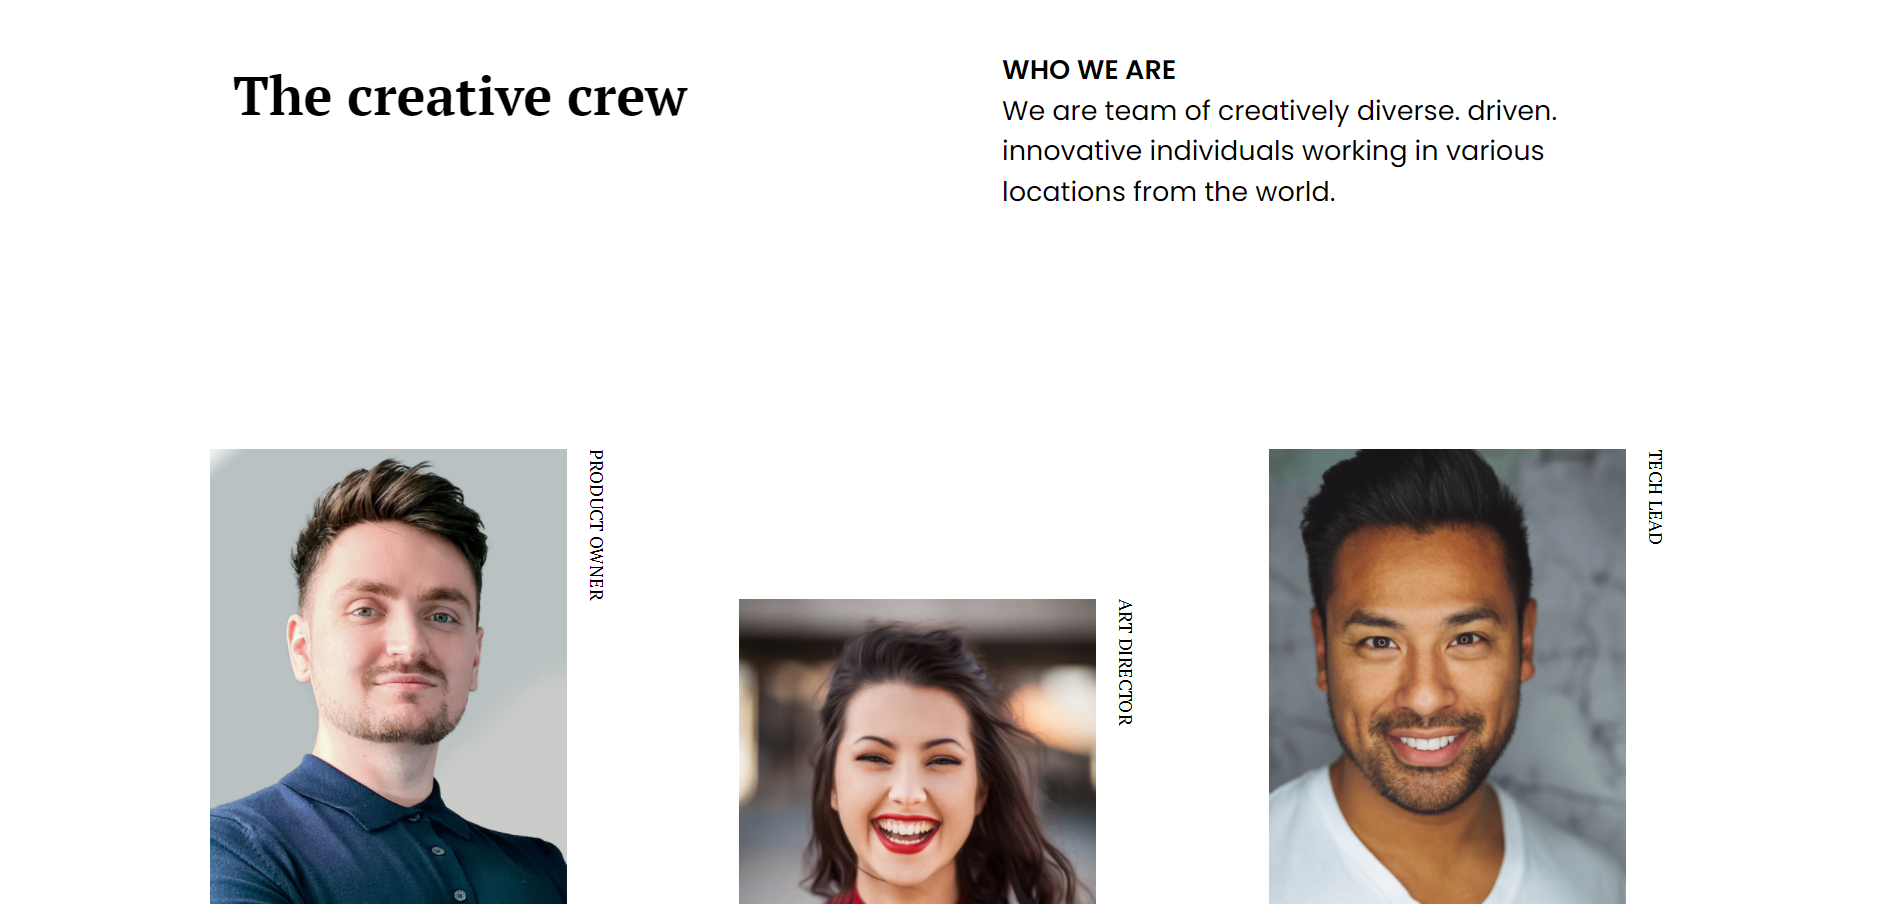 The creative crew
WHO WE ARE
We are team of creatively diverse. driven.
innovative individuals working in various
locations from the world.
PRODUCT OWNER
ART DIRECTOR
TECH LEAD